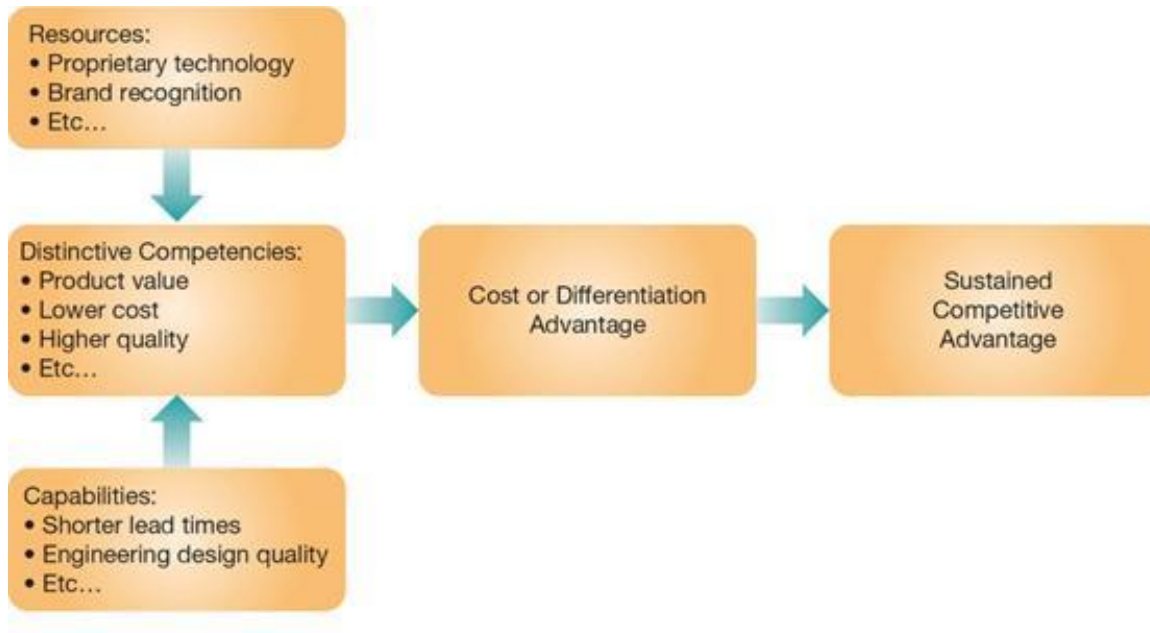 Resources:
• Proprietary technology
• Brand recognition
• Etc…
Distinctive Competencies:
• Product value
• Lower cost
• Higher quality
• Etc…
Cost or Differentiation
Advantage
Sustained
Competitive
Advantage
Capabilities:
• Shorter lead times
• Engineering design quality
• Etc…